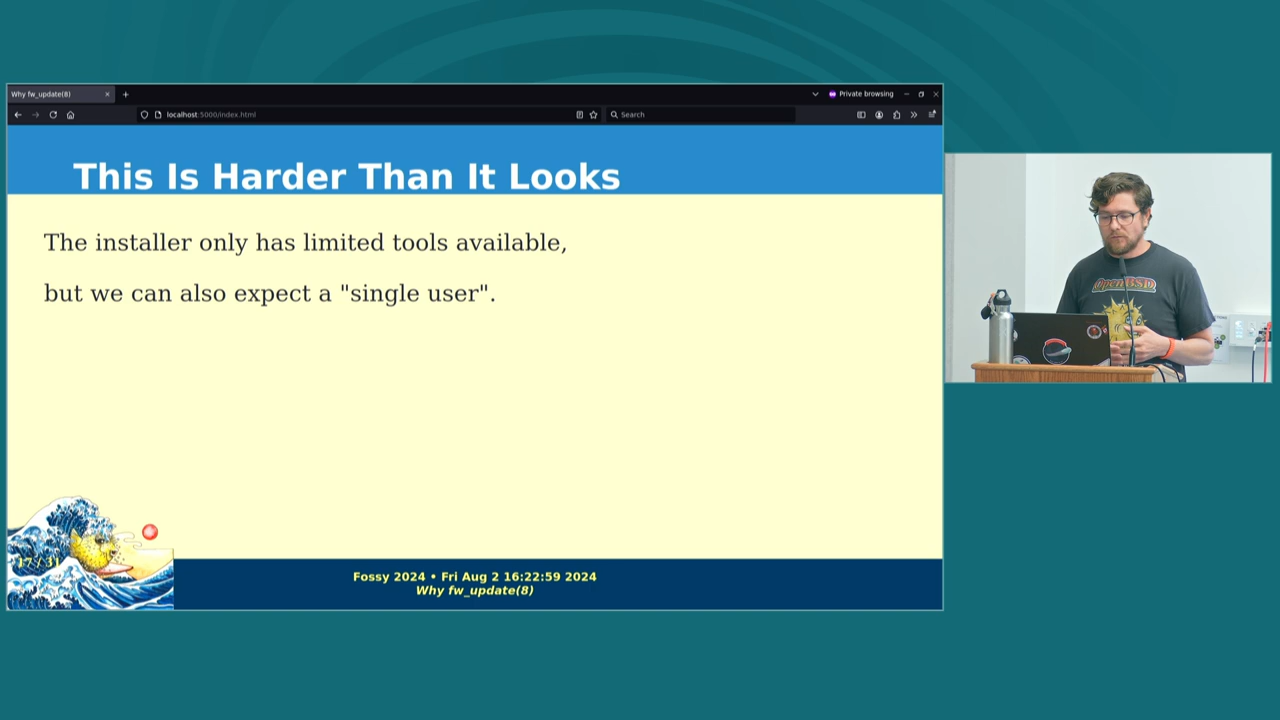 Why fw_update(8)
Private browsing
localhost:5000/index.html
Search
This Is Harder Than It Looks
The installer only has limited tools available,
but we can also expect a "single user".
OpenBSD
17 / 31
Fossy 2024 • Fri Aug 2 16:22:59 2024
Why fw_update(8)